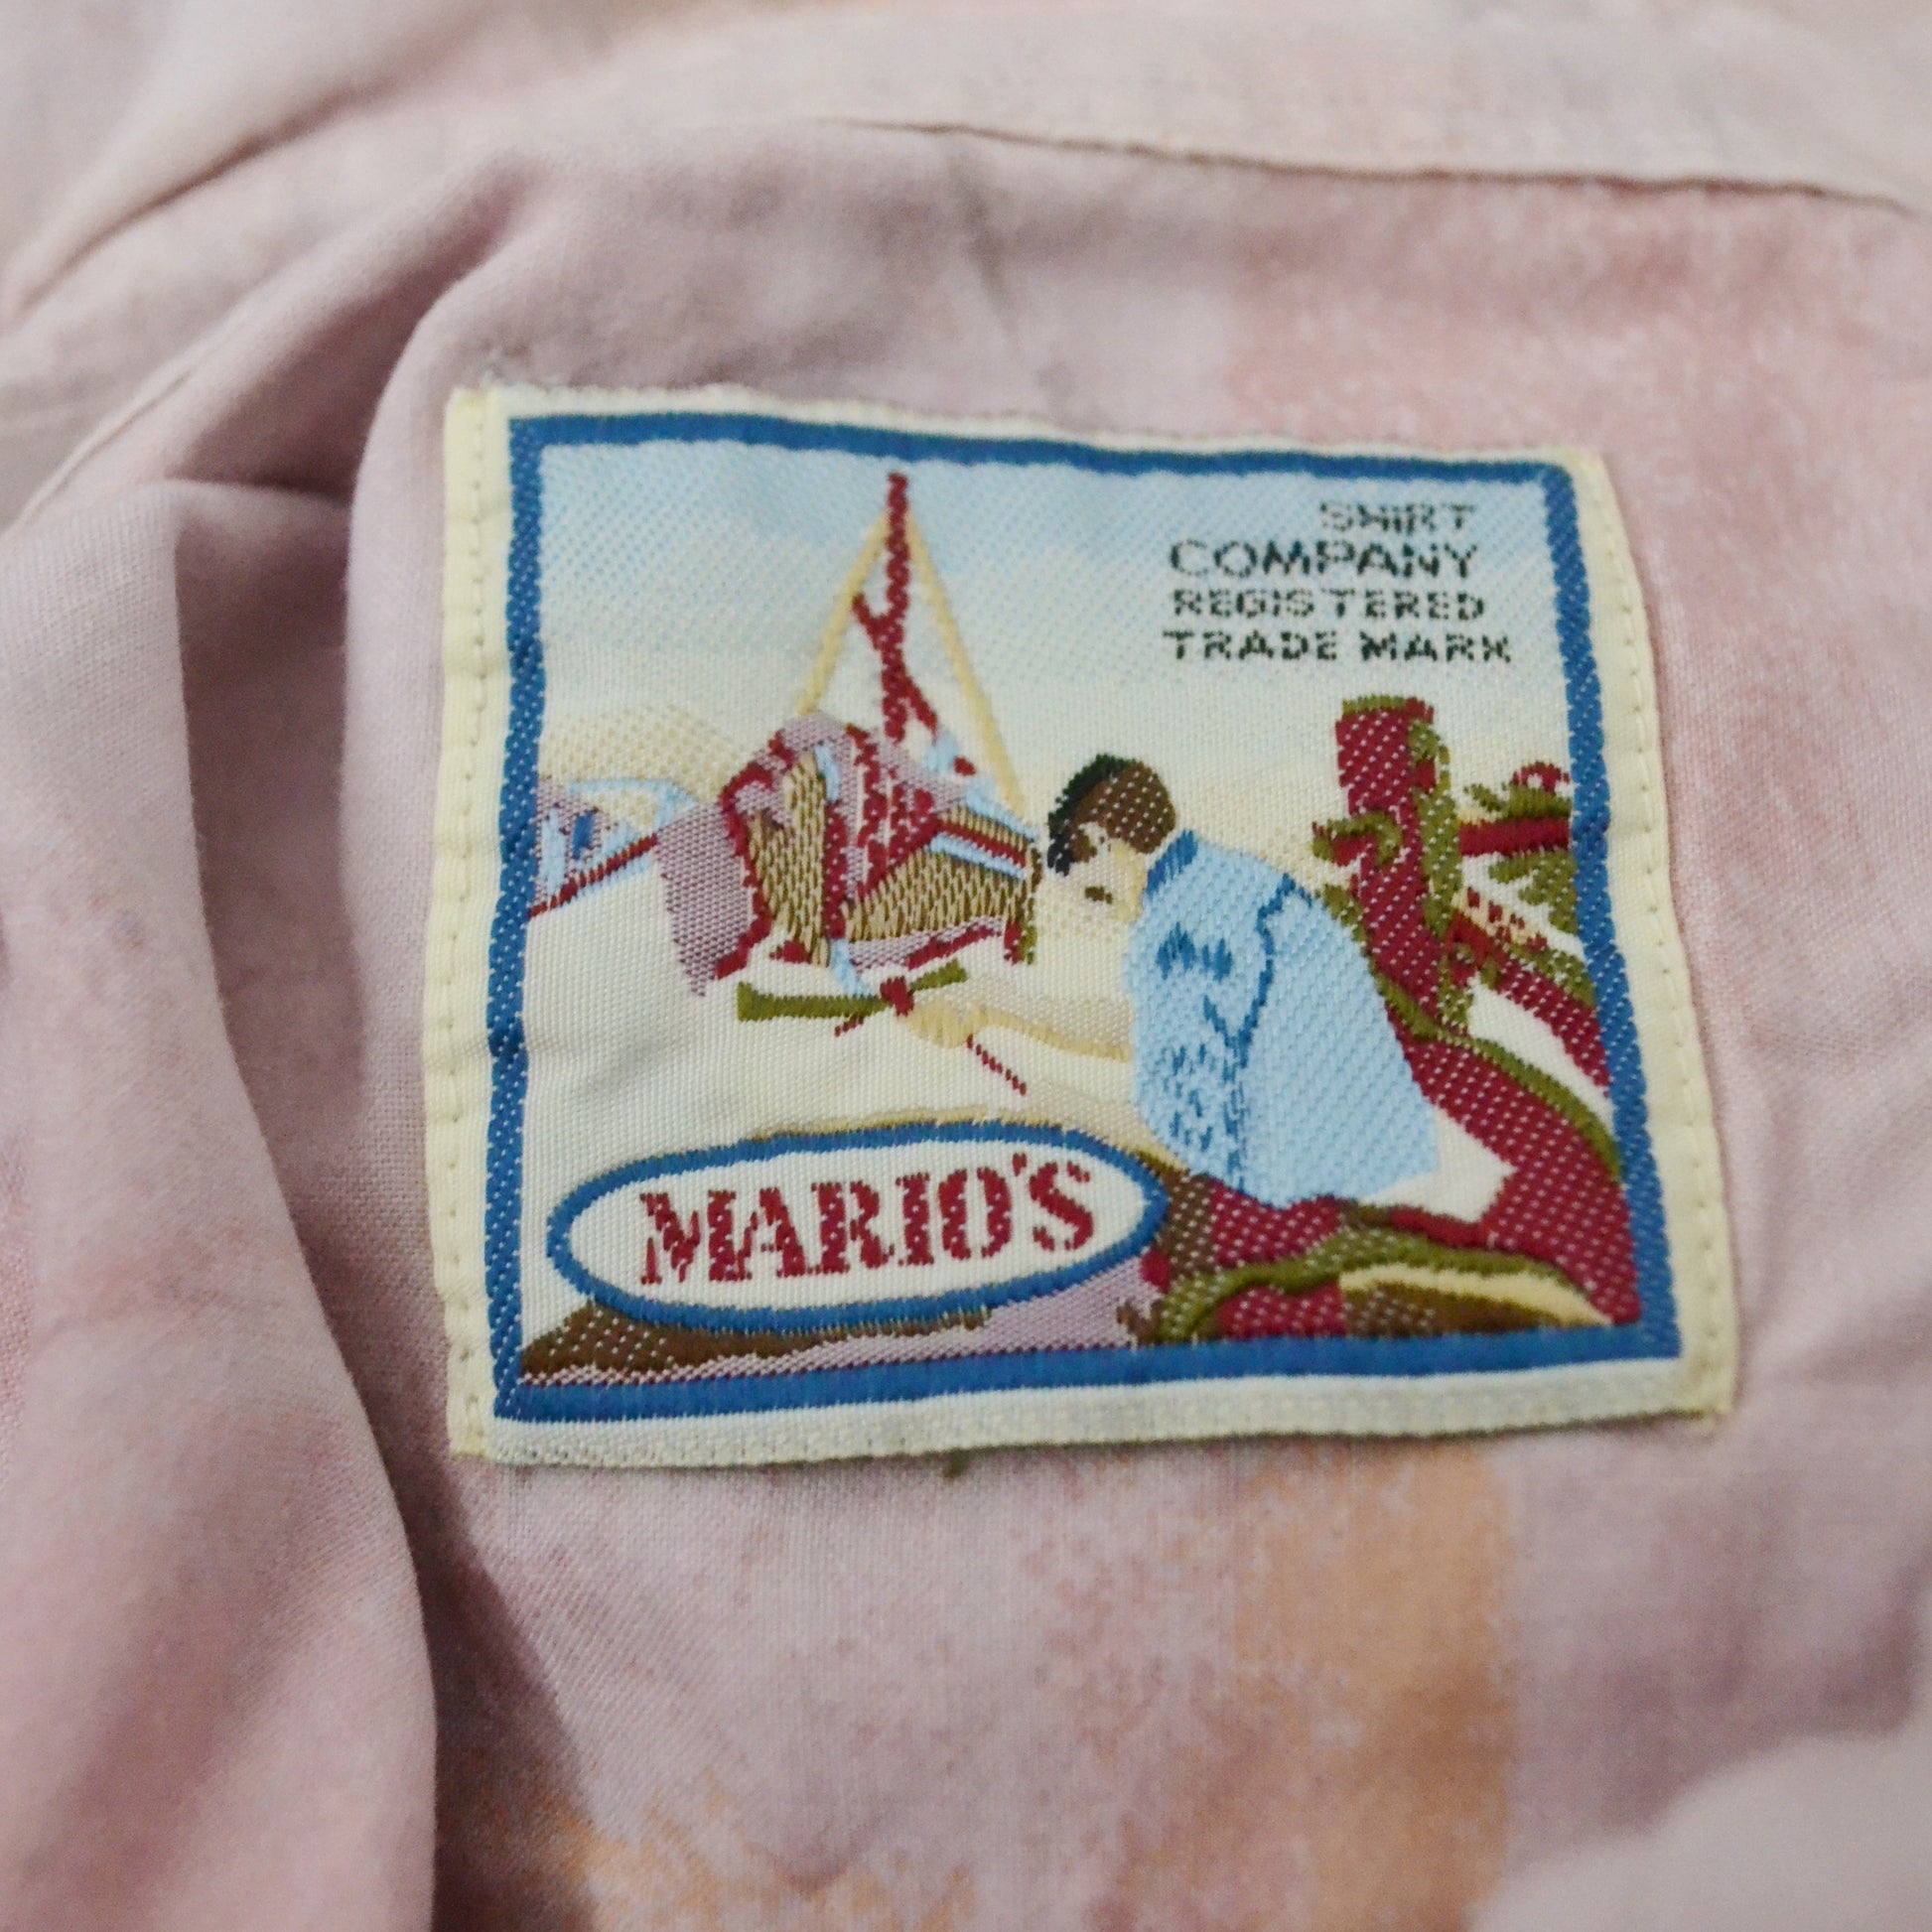 SHIRT
COMPANY
REGISTERED
TRADE MARK
MARIO'S